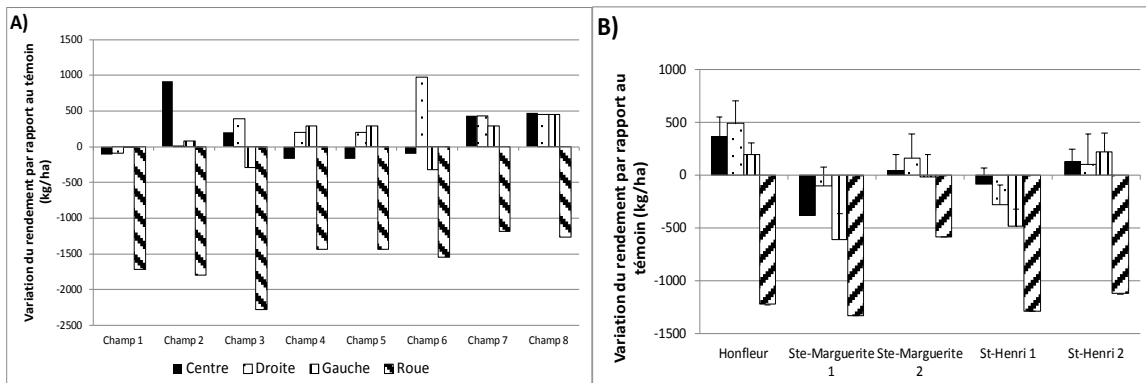 A)
Variation du rendement par rapport au témoin
(kg/ha)
1500
1000
500
0
-500
-1000
-1500
-2000
-2500
Champ 1 Champ 2 Champ 3 Champ 4 Champ 5 Champ 6 Champ 7 Champ 8
Centre Droite Gauche Roue
B)
Variation du rendement par rapport au
témoin (kg/ha)
1000
500
0
-500
-1000
-1500
Honfleur Ste-Marguerite Ste-Marguerite St-Henri 1 St-Henri 2
1 2